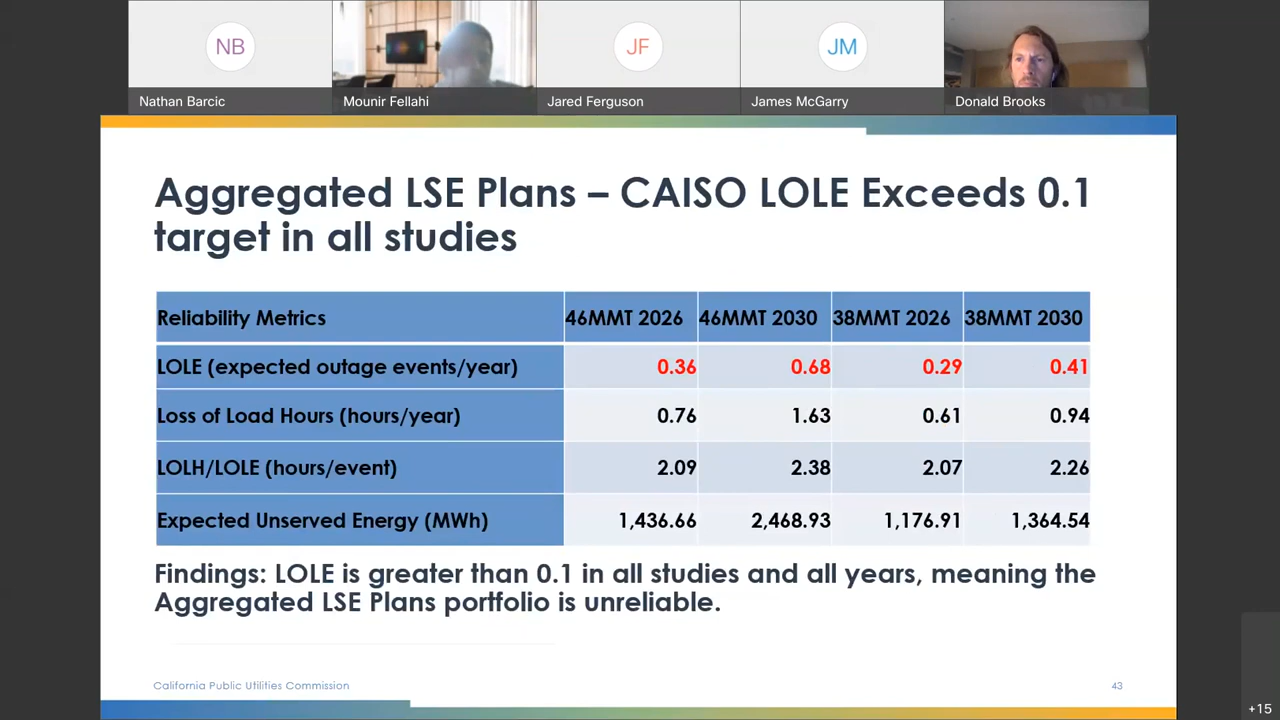 NB
JF
JM
Nathan Barcic
Mounir Fellahi
Jared Ferguson
James McGarry
Donald Brooks
Aggregated LSE Plans – CAISO LOLE Exceeds 0.1
target in all studies
Reliability Metrics 46MMT 2026 46MMT 2030 38MMT 2026 38MMT 2030
LOLE (expected outage events/year) 0.36 0.68 0.29 0.41
Loss of Load Hours (hours/year) 0.76 1.63 0.61 0.94
LOLH/LOLE (hours/event) 2.09 2.38 2.07 2.26
Expected Unserved Energy (MWh) 1,436.66 2,468.93 1,176.91 1,364.54
Findings: LOLE is greater than 0.1 in all studies and all years, meaning the
Aggregated LSE Plans portfolio is unreliable.
California Public Utilities Commission
43
+15